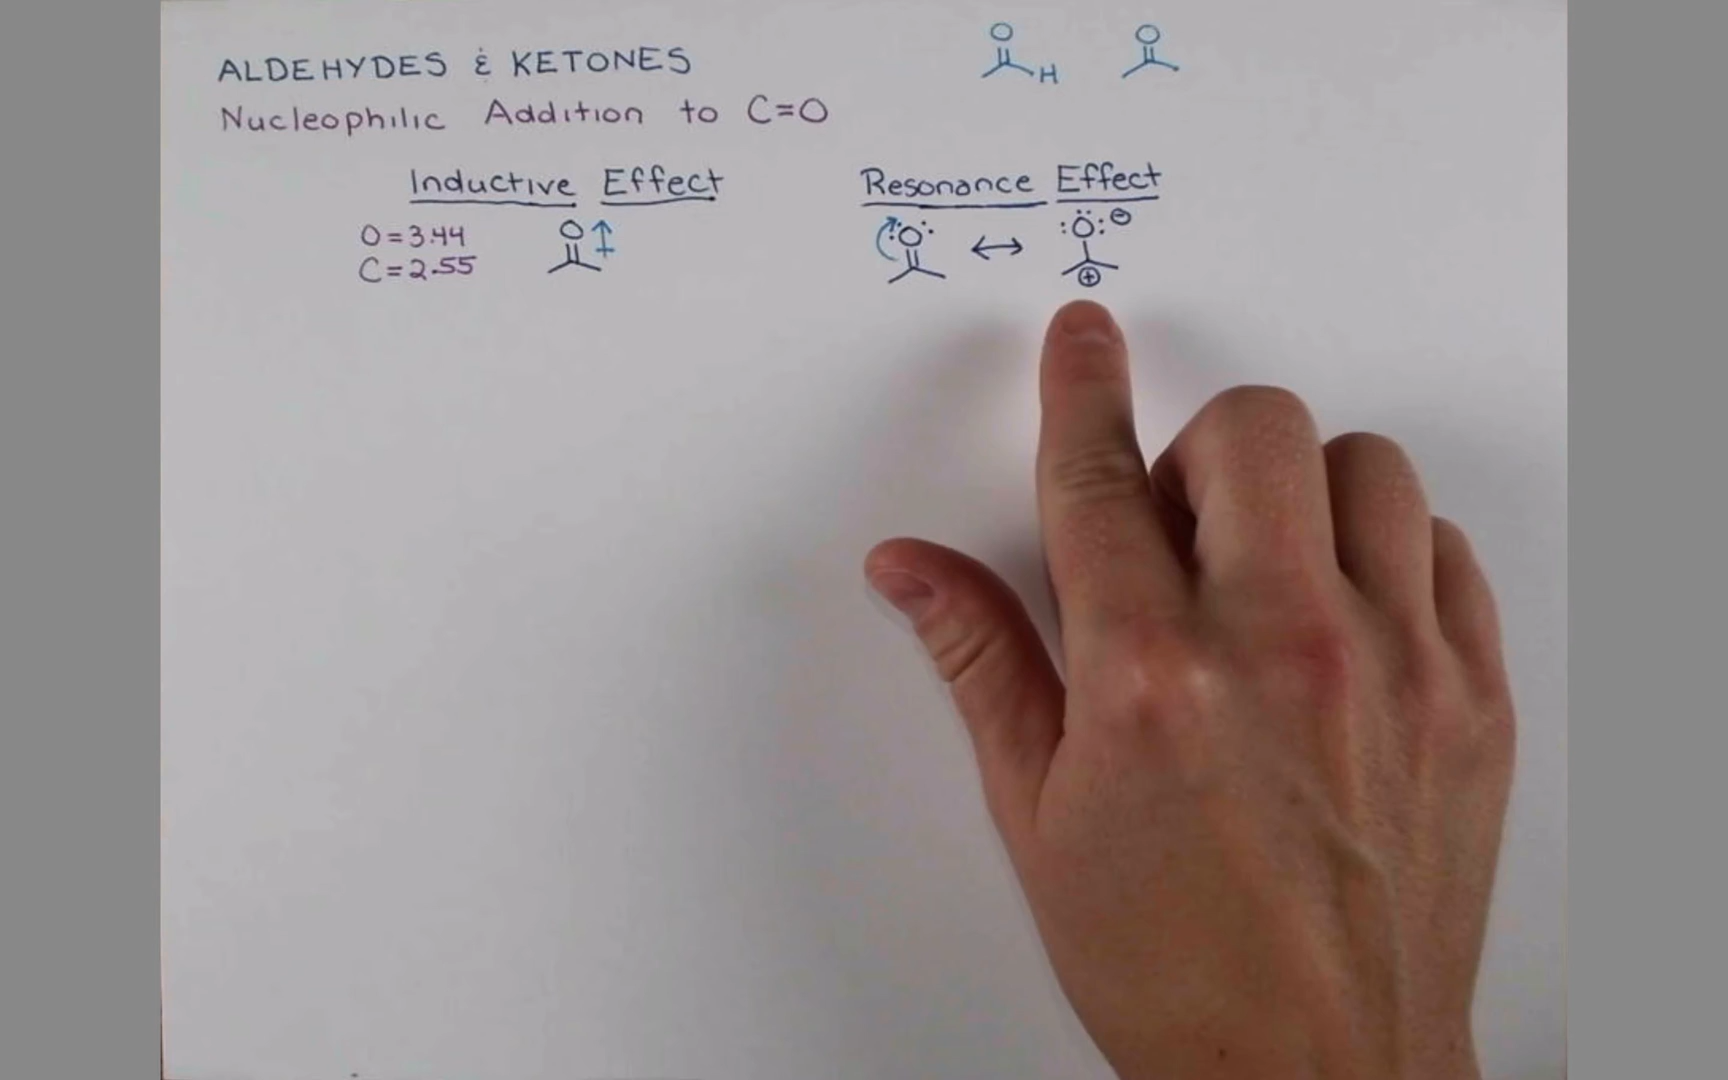 ALDEHYDES & KETONES
Nucleophilic Addition to C=O
O
H
O
Inductive Effect
O=3.44
C=2.55
O
Resonance Effect
:O:
:Ö:⊖
⊕